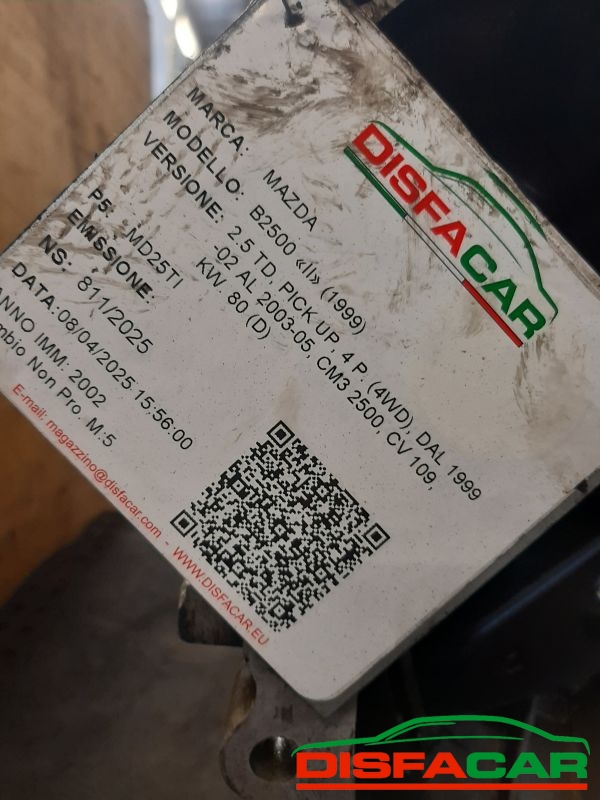 DISFACAR
MARCA: MAZDA
MODELLO: B2500 «II» (1999)
VERSIONE: 2.5 TD, PICK UP, 4 P. (4WD), DAL 1999
-02 AL 2003-05, CM3 2500, CV 109,
KW. 80 (D)
P5: MD25TI
EMISSIONE:
NS: 811/2025
DATA:08/04/2025 15:56:00
ANNO IMM. 2002
mbio Non Pro. M:5
E-mail: magazzino@disfacar.com - WWW.DISFACAR.EU
DISFACAR